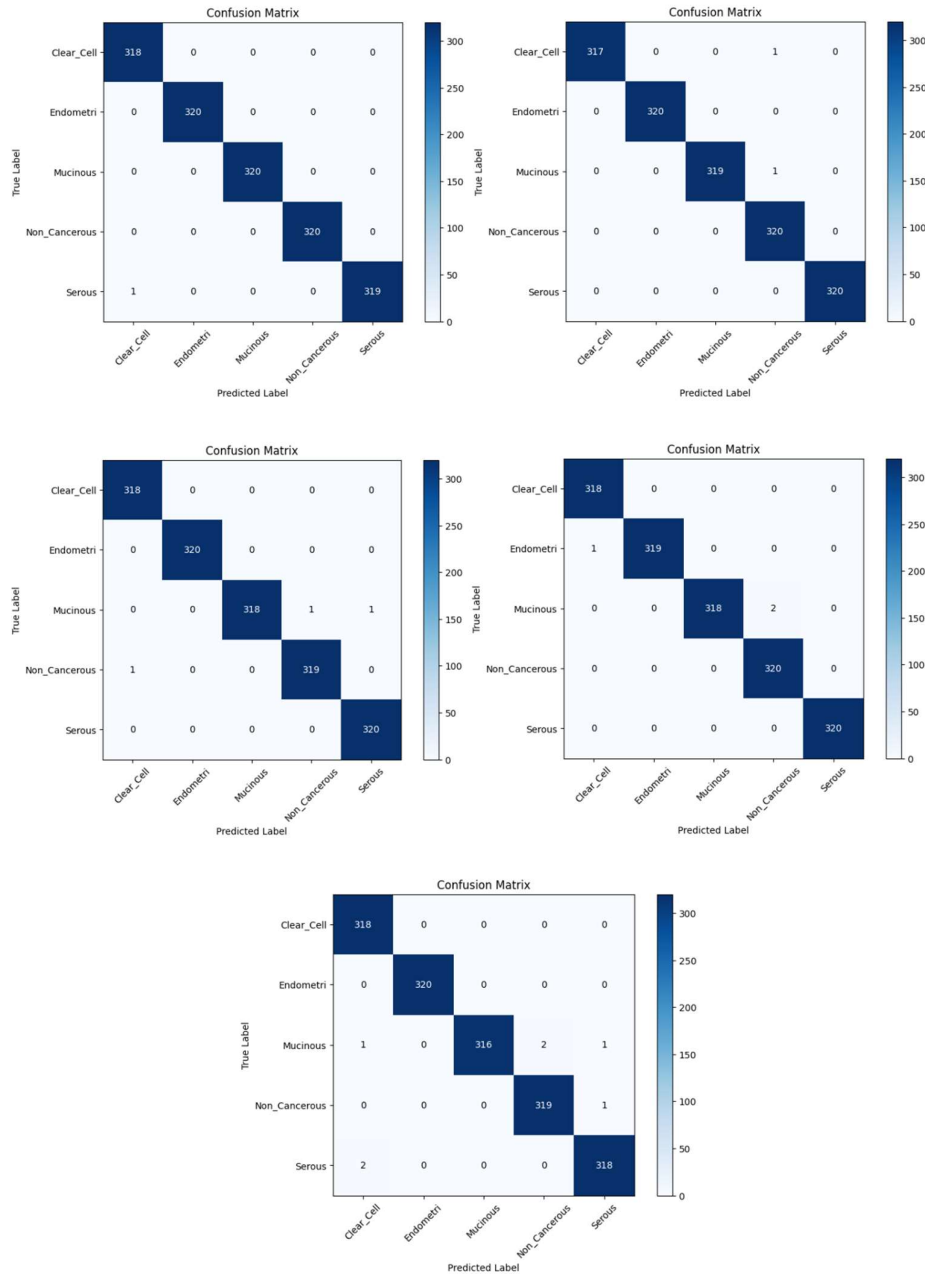 Confusion Matrix
Clear_Cell 318 0 0 0 0
Endometri 0 320 0 0 0
Mucinous 0 0 320 0 0
Non_Cancerous 0 0 0 320 0
Serous 1 0 0 0 319
True Label
Clear_Cell Endometri Mucinous Non_Cancerous Serous
Predicted Label
300
250
200
150
100
50
0
Confusion Matrix
Clear_Cell 317 0 0 1 0
Endometri 0 320 0 0 0
Mucinous 0 0 319 1 0
Non_Cancerous 0 0 0 320 0
Serous 0 0 0 0 320
True Label
Clear_Cell Endometri Mucinous Non_Cancerous Serous
Predicted Label
300
250
200
150
100
50
0
Confusion Matrix
Clear_Cell 318 0 0 0 0
Endometri 0 320 0 0 0
Mucinous 0 0 318 1 1
Non_Cancerous 1 0 0 319 0
Serous 0 0 0 0 320
True Label
Clear_Cell Endometri Mucinous Non_Cancerous Serous
Predicted Label
300
250
200
150
100
50
0
Confusion Matrix
Clear_Cell 318 0 0 0 0
Endometri 1 319 0 0 0
Mucinous 0 0 318 2 0
Non_Cancerous 0 0 0 320 0
Serous 0 0 0 0 320
True Label
Clear_Cell Endometri Mucinous Non_Cancerous Serous
Predicted Label
300
250
200
150
100
50
0
Confusion Matrix
Clear_Cell 318 0 0 0 0
Endometri 0 320 0 0 0
Mucinous 1 0 316 2 1
Non_Cancerous 0 0 0 319 1
Serous 2 0 0 0 318
True Label
Clear_Cell Endometri Mucinous Non_Cancerous Serous
Predicted Label
300
250
200
150
100
50
0